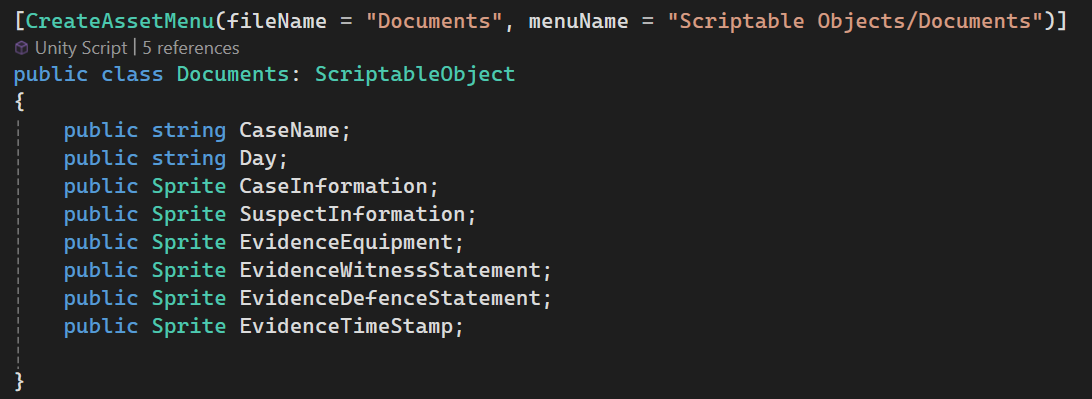 [CreateAssetMenu(fileName = "Documents", menuName = "Scriptable Objects/Documents")]
Unity Script | 5 references
public class Documents: ScriptableObject
{
    public string CaseName;
    public string Day;
    public Sprite CaseInformation;
    public Sprite SuspectInformation;
    public Sprite EvidenceEquipment;
    public Sprite EvidenceWitnessStatement;
    public Sprite EvidenceDefenceStatement;
    public Sprite EvidenceTimeStamp;
}